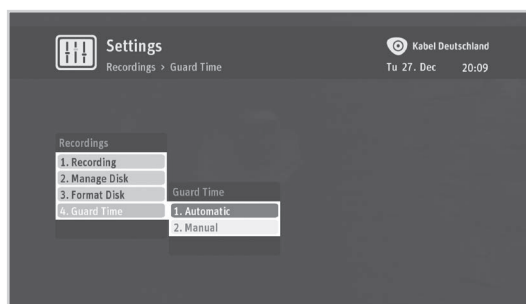 Settings
Recordings > Guard Time
Kabel Deutschland
Tu 27. Dec 20:09
Recordings
1. Recording
2. Manage Disk
3. Format Disk
4. Guard Time
Guard Time
1. Automatic
2. Manual